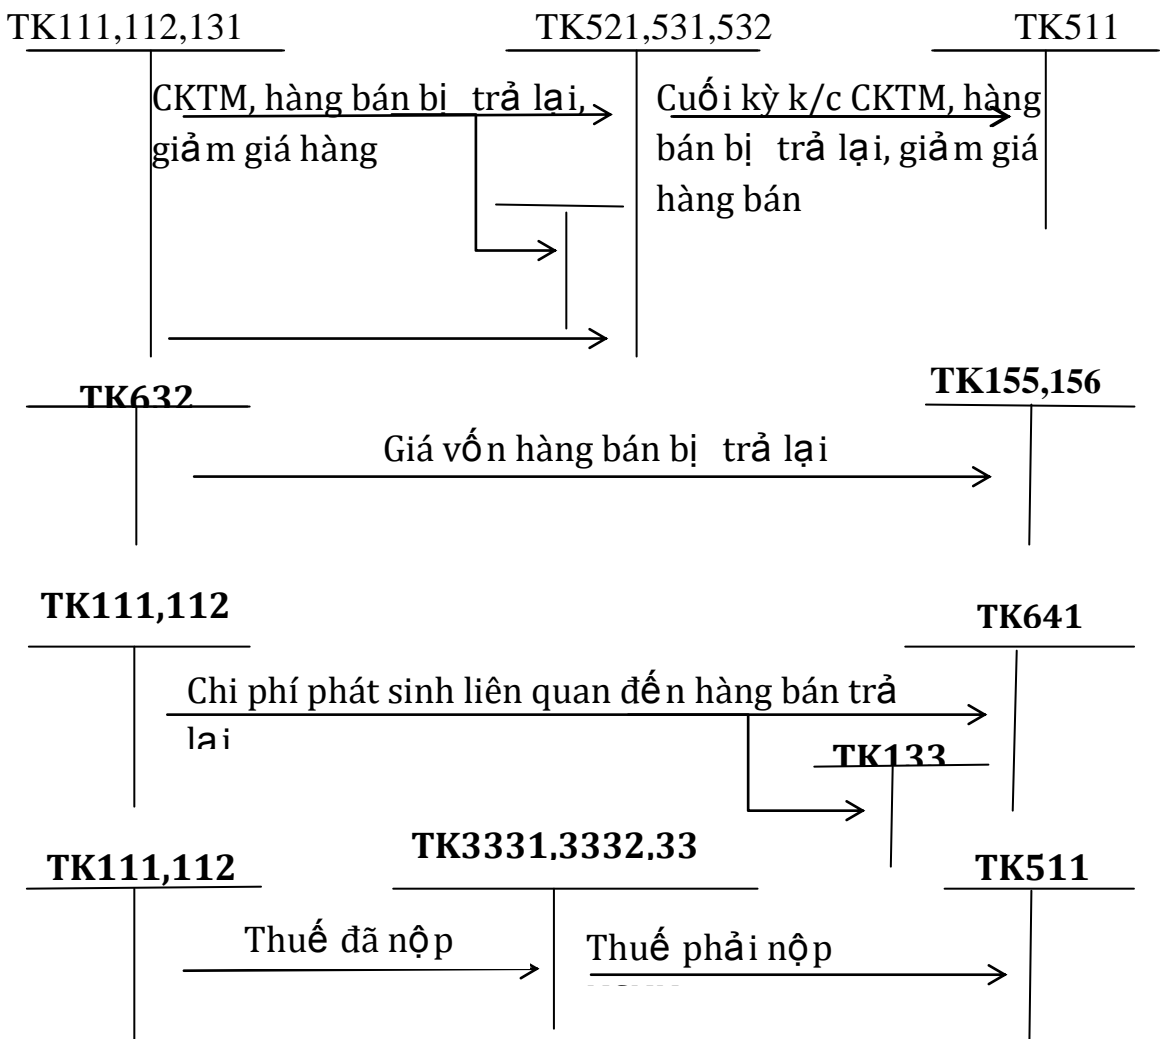 TK111,112,131
TK521,531,532
TK511
CKTM, hàng bán bị trả lại,
giảm giá hàng
Cuối kỳ k/c CKTM, hàng
bán bị trả lại, giảm giá
hàng bán
TK632
TK155,156
Giá vốn hàng bán bị trả lại
TK111,112
TK641
Chi phí phát sinh liên quan đến hàng bán trả
lại
TK133
TK111,112
TK3331,3332,33
TK511
Thuế đã nộp
Thuế phải nộp